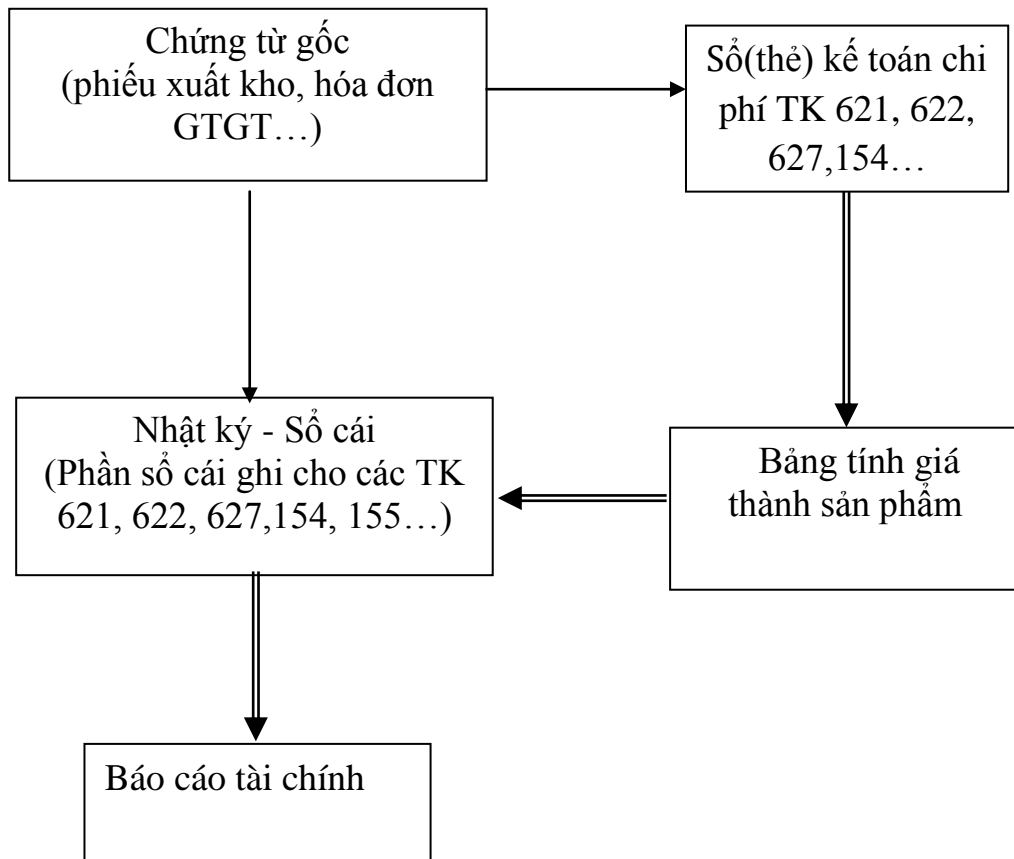 Chứng từ gốc
(phiếu xuất kho, hóa đơn
GTGT…)
Sổ(thẻ) kế toán chi
phí TK 621, 622,
627,154…
Nhật ký - Sổ cái
(Phần sổ cái ghi cho các TK
621, 622, 627,154, 155…)
Bảng tính giá
thành sản phẩm
Báo cáo tài chính